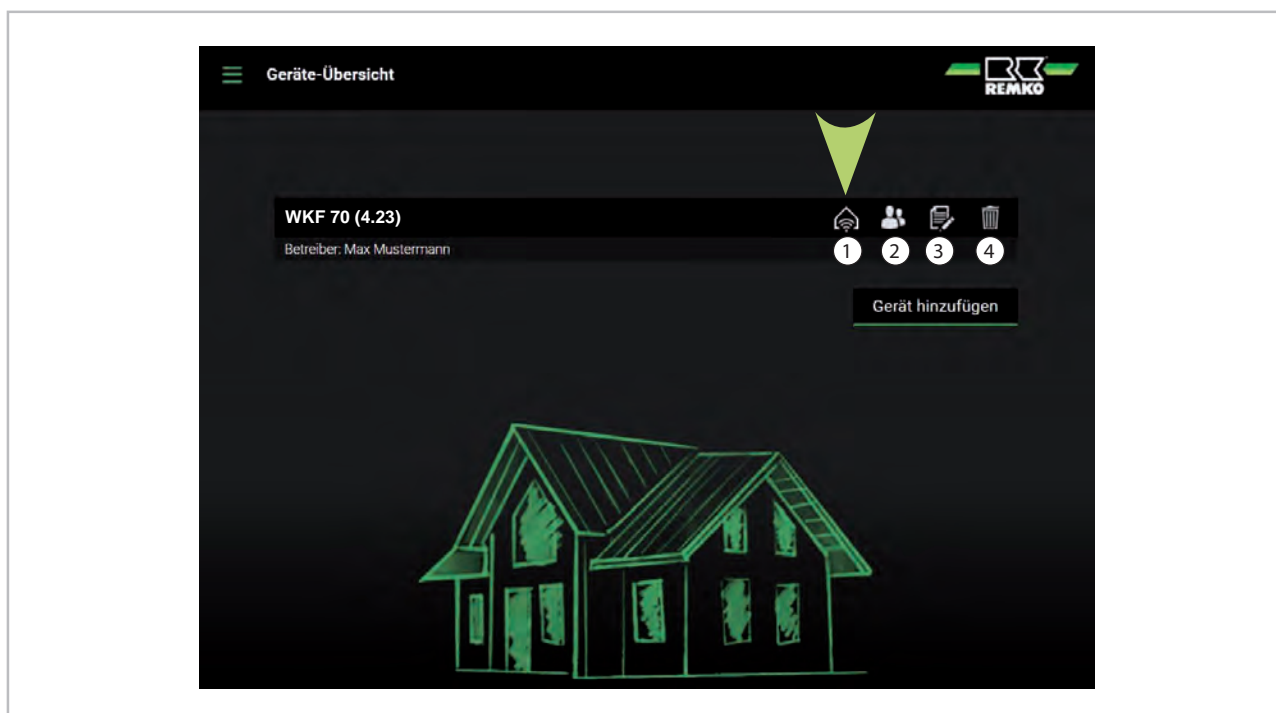 Geräte-Übersicht
REMKO
WKF 70 (4.23)
Betreiber: Max Mustermann
1 2 3 4
Gerät hinzufügen